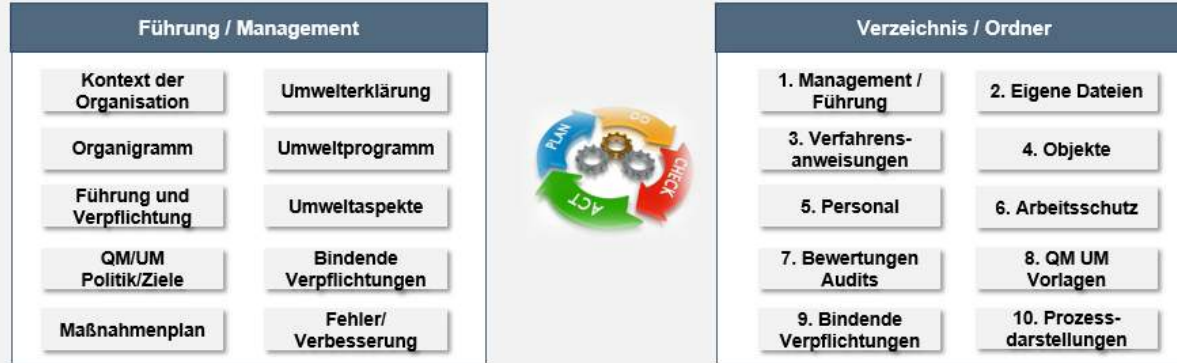 Führung / Management
Kontext der
Organisation
Umwelterklärung
Organigramm
Umweltprogramm
Führung und
Verpflichtung
Umweltaspekte
QM/UM
Politik/Ziele
Bindende
Verpflichtungen
Maßnahmenplan
Fehler/
Verbesserung
PLAN
DO
CHECK
ACT
Verzeichnis / Ordner
1. Management /
Führung
2. Eigene Dateien
3. Verfahrens-
anweisungen
4. Objekte
5. Personal
6. Arbeitsschutz
7. Bewertungen
Audits
8. QM UM
Vorlagen
9. Bindende
Verpflichtungen
10. Prozess-
darstellungen